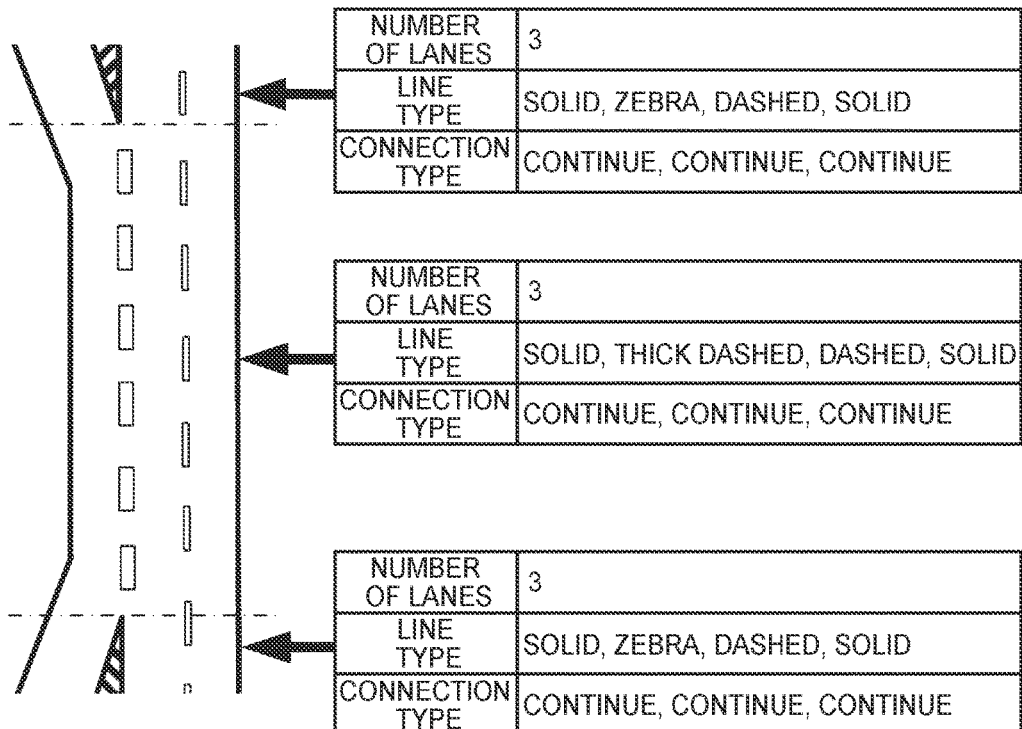 NUMBER
OF LANES
3
LINE
TYPE
SOLID, ZEBRA, DASHED, SOLID
CONNECTION
TYPE
CONTINUE, CONTINUE, CONTINUE
NUMBER
OF LANES
3
LINE
TYPE
SOLID, THICK DASHED, DASHED, SOLID
CONNECTION
TYPE
CONTINUE, CONTINUE, CONTINUE
NUMBER
OF LANES
3
LINE
TYPE
SOLID, ZEBRA, DASHED, SOLID
CONNECTION
TYPE
CONTINUE, CONTINUE, CONTINUE